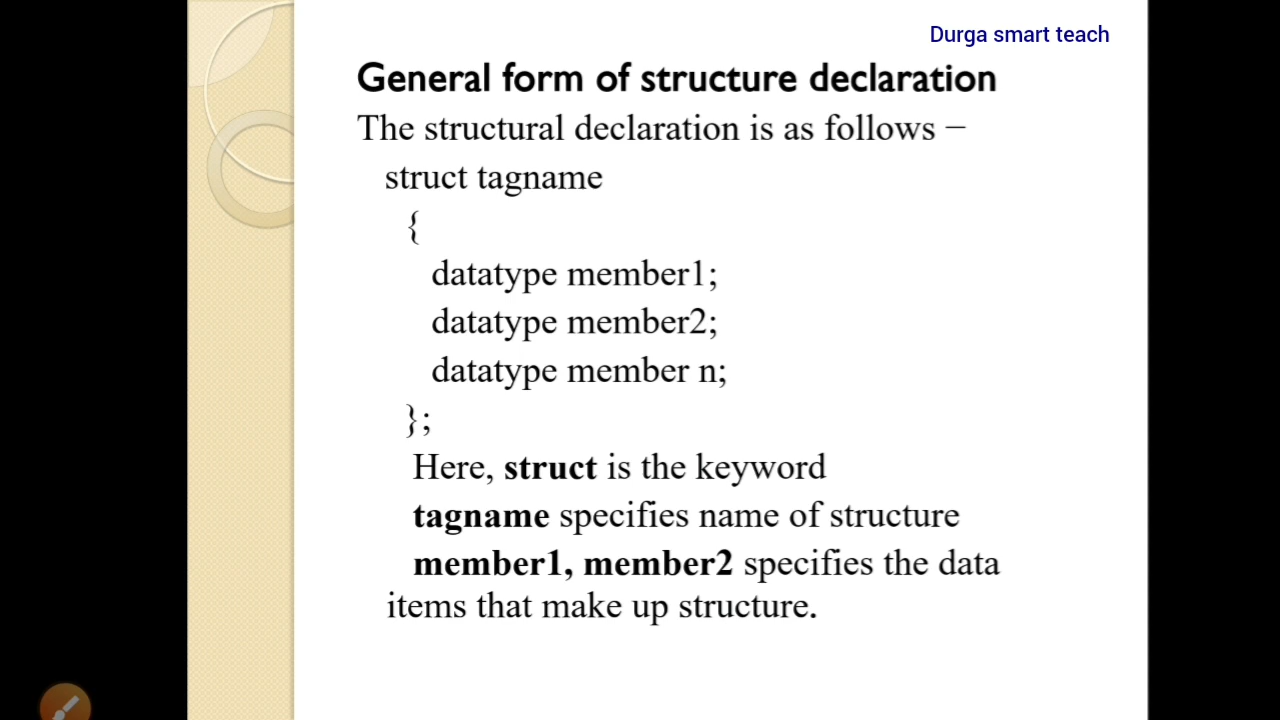 Durga smart teach
General form of structure declaration
The structural declaration is as follows −
struct tagname
{
datatype member1;
datatype member2;
datatype member n;
};
Here, struct is the keyword
tagname specifies name of structure
member1, member2 specifies the data
items that make up structure.